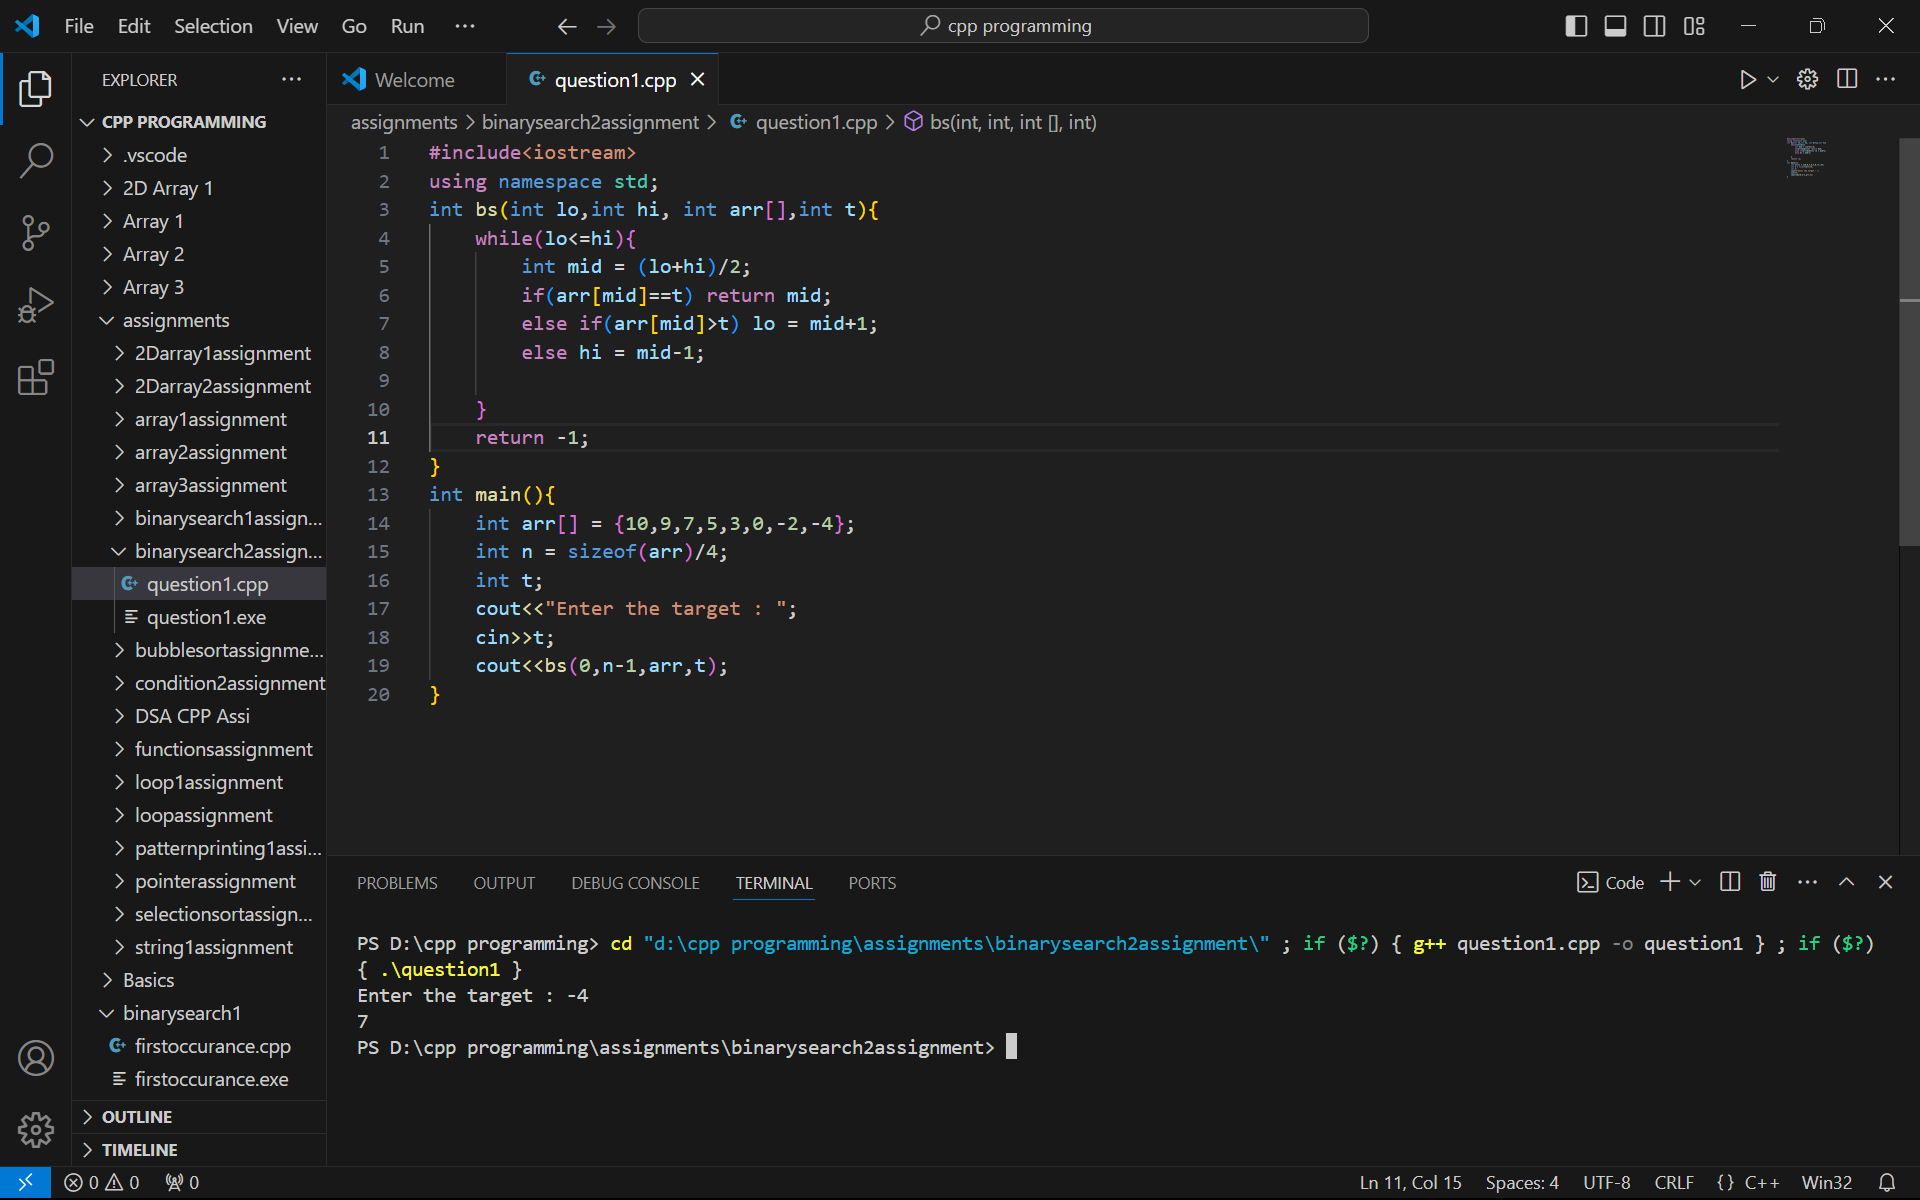 File Edit Selection View Go Run ··· cpp programming
EXPLORER ···
CPP PROGRAMMING
.vscode
2D Array 1
Array 1
Array 2
Array 3
assignments
2Darray1assignment
2Darray2assignment
array1assignment
array2assignment
array3assignment
binarysearch1assign...
binarysearch2assign...
question1.cpp
question1.exe
bubblesortassignme...
condition2assignment
DSA CPP Assi
functionsassignment
loop1assignment
loopassignment
patternprinting1assi...
pointerassignment
selectionsortassign...
string1assignment
Basics
binarysearch1
firstoccurance.cpp
firstoccurance.exe
OUTLINE
TIMELINE
Welcome question1.cpp
assignments > binarysearch2assignment > question1.cpp > bs(int, int, int [], int)
1 #include<iostream>
2 using namespace std;
3 int bs(int lo,int hi, int arr[],int t){
4 while(lo<=hi){
5 int mid = (lo+hi)/2;
6 if(arr[mid]==t) return mid;
7 else if(arr[mid]>t) lo = mid+1;
8 else hi = mid-1;
9
10 }
11 return -1;
12 }
13 int main(){
14 int arr[] = {10,9,7,5,3,0,-2,-4};
15 int n = sizeof(arr)/4;
16 int t;
17 cout<<"Enter the target : ";
18 cin>>t;
19 cout<<bs(0,n-1,arr,t);
20 }
PROBLEMS OUTPUT DEBUG CONSOLE TERMINAL PORTS Code
PS D:\cpp programming> cd "d:\cpp programming\assignments\binarysearch2assignment\" ; if ($?) { g++ question1.cpp -o question1 } ; if ($?)
{ .\question1 }
Enter the target : -4
7
PS D:\cpp programming\assignments\binarysearch2assignment>
0 0 0 Ln 11, Col 15 Spaces: 4 UTF-8 CRLF {} C++ Win32